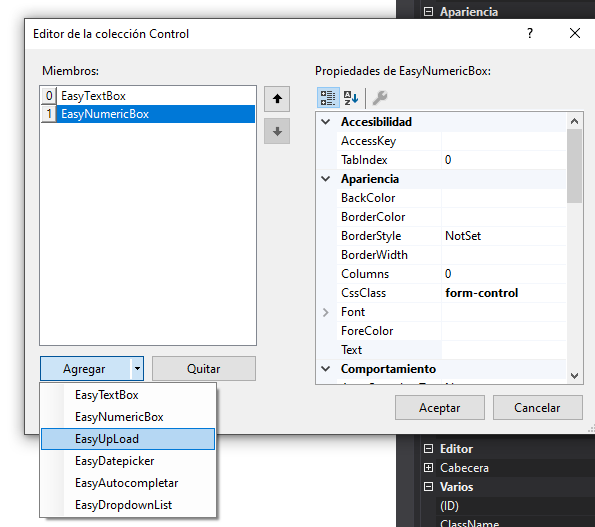 Apariencia
Editor de la colección Control
?
Miembros:
Propiedades de EasyNumericBox:
0 EasyTextBox
1 EasyNumericBox
Accesibilidad
AccessKey
TabIndex 0
Apariencia
BackColor
BorderColor
BorderStyle NotSet
BorderWidth
Columns 0
CssClass form-control
Font
ForeColor
Text
Comportamiento
Agregar
Quitar
EasyTextBox
EasyNumericBox
EasyUpLoad
EasyDatepicker
EasyAutocompletar
EasyDropdownList
Aceptar
Cancelar
Editor
Cabecera
Varios
(ID)
ClassName